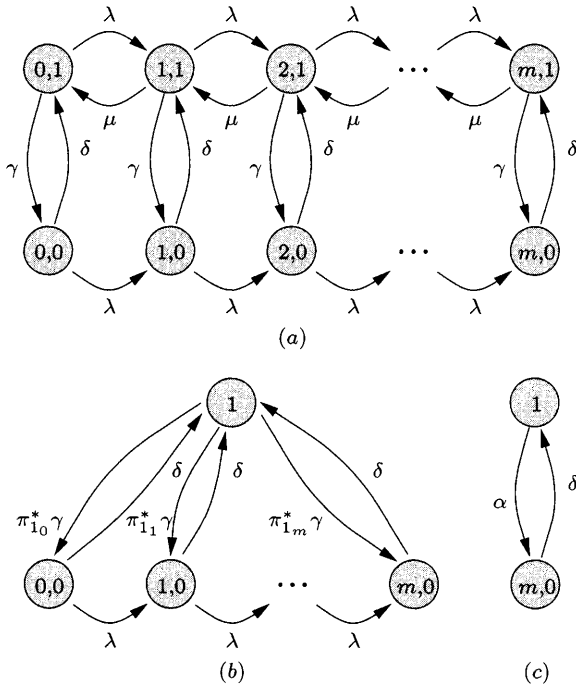 λ λ λ λ
0,1 1,1 2,1 ··· m,1
μ μ μ μ
γ δ γ δ γ δ γ δ
0,0 1,0 2,0 ··· m,0
λ λ λ λ
(a)
1 1
δ δ δ α δ
π*₁₀γ π*₁₁γ π*₁ₘγ
0,0 1,0 ··· m,0 m,0
λ λ λ
(b) (c)